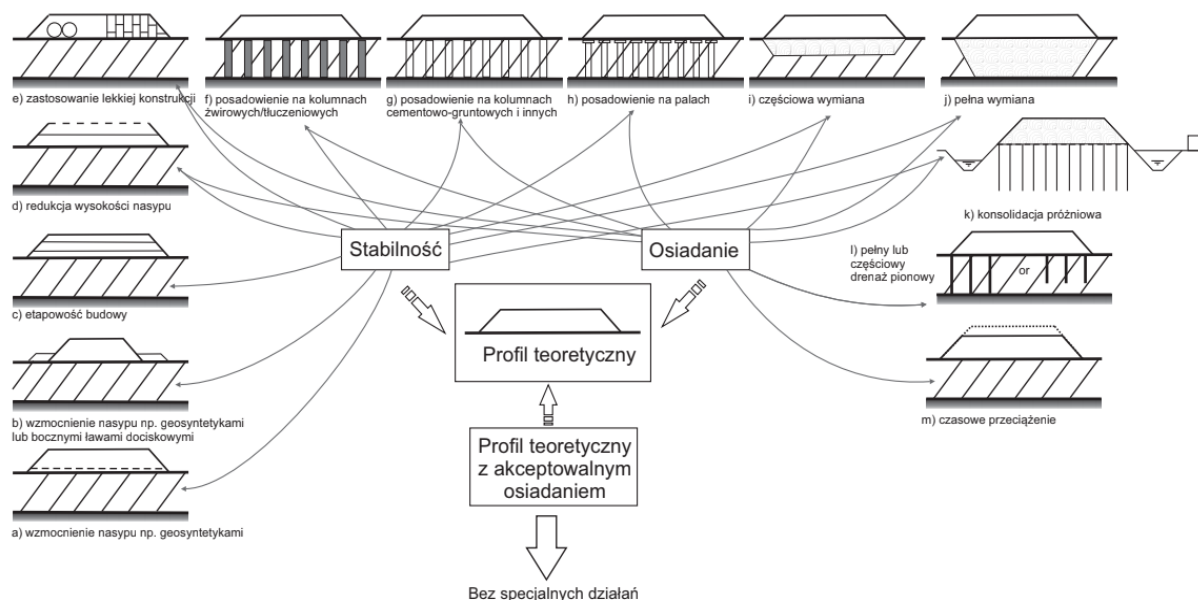 e) zastosowanie lekkiej konstrukcji
f) posadowienie na kolumnach
żwirowych/tłuczeniowych
g) posadowienie na kolumnach
cementowo-gruntowych i innych
h) posadowienie na palach
i) częściowa wymiana
j) pełna wymiana
d) redukcja wysokości nasypu
k) konsolidacja próżniowa
Stabilność
Osiadanie
l) pełny lub
częściowy
drenaż pionowy
or
c) etapowość budowy
Profil teoretyczny
b) wzmocnienie nasypu np. geosyntetykami
lub bocznymi ławami dociskowymi
m) czasowe przeciążenie
Profil teoretyczny
z akceptowalnym
osiadaniem
a) wzmocnienie nasypu np. geosyntetykami
Bez specjalnych działań